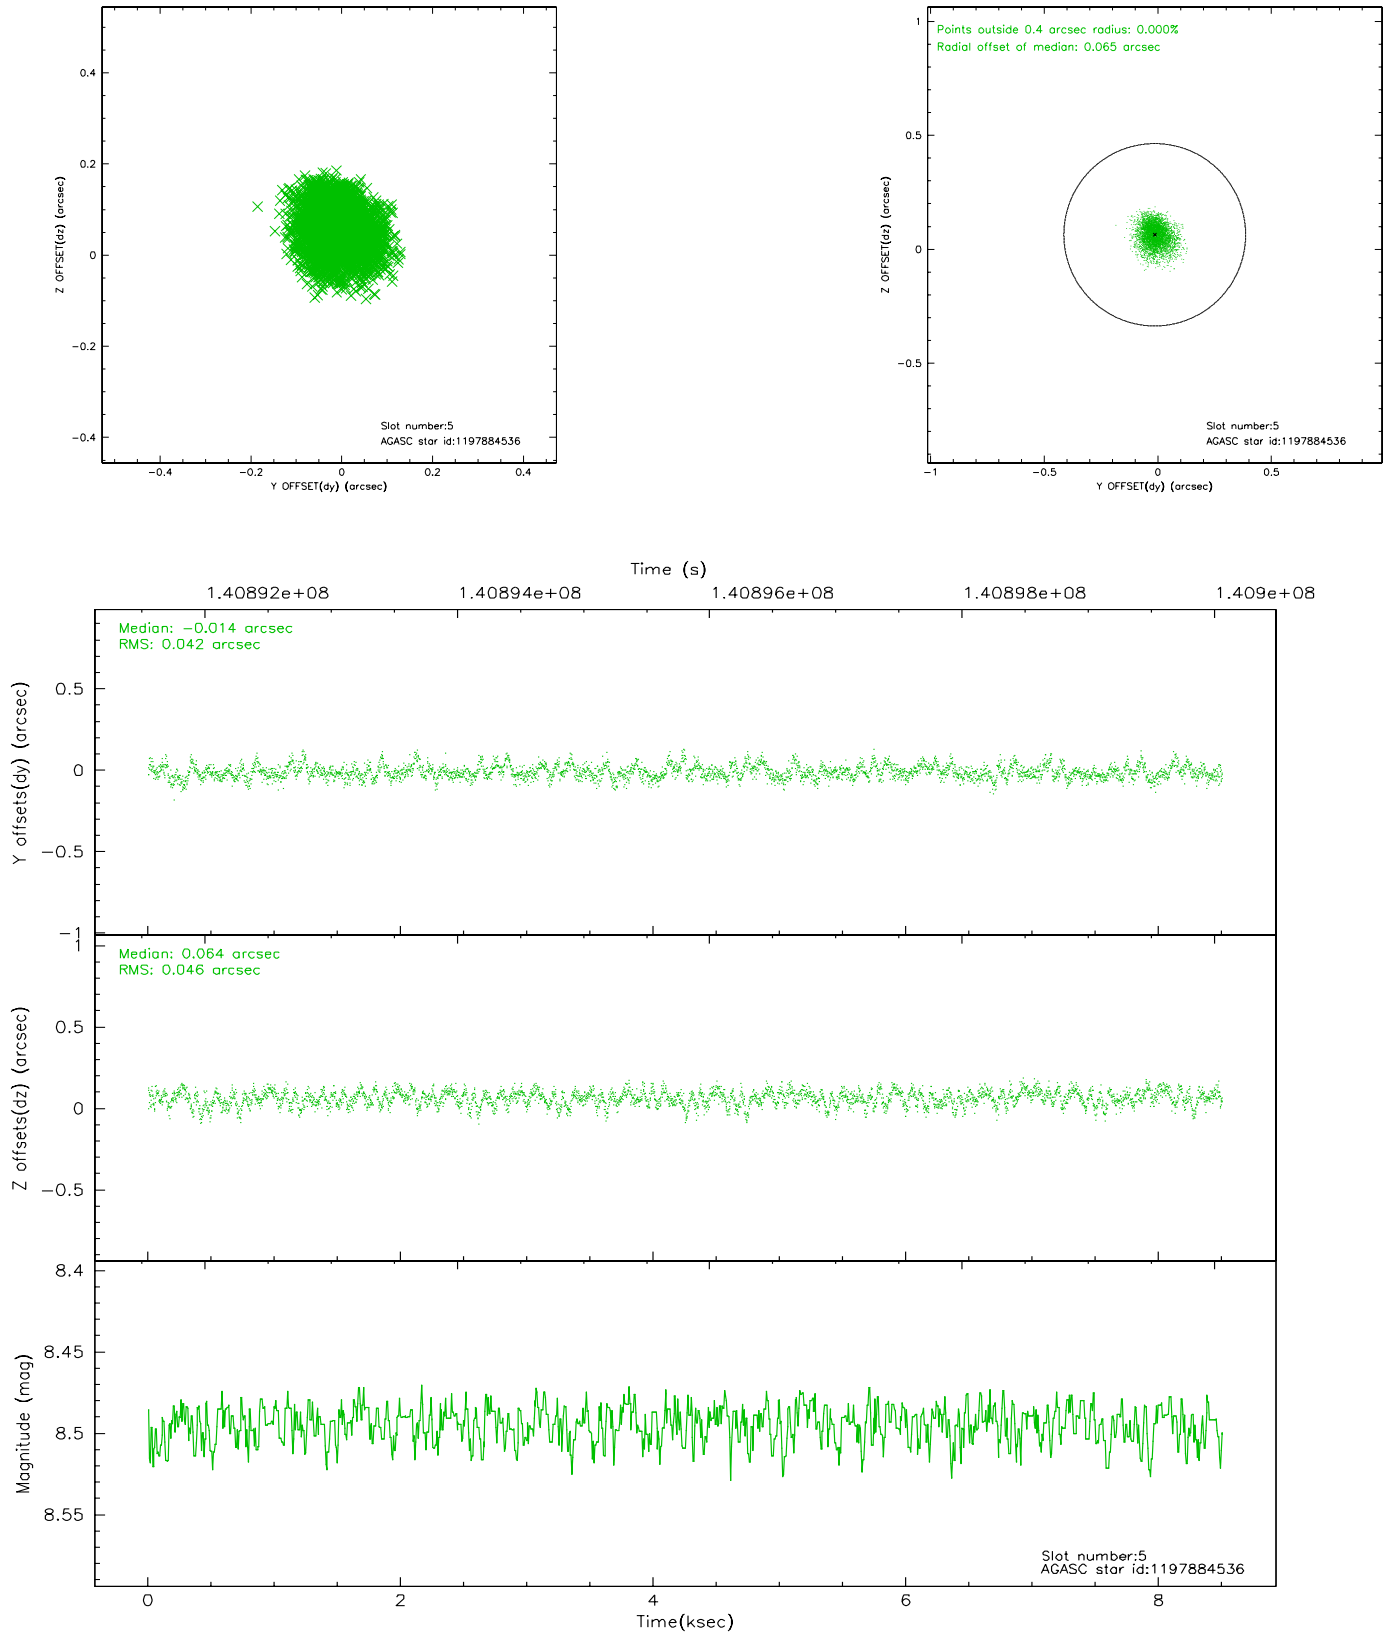 0.4
0.2
0
−0.2
−0.4
Z OFFSET(dz) (arcsec)
Slot number:5
AGASC star id:1197884536
−0.4 −0.2 0 0.2 0.4
Y OFFSET(dy) (arcsec)
Points outside 0.4 arcsec radius: 0.000%
Radial offset of median: 0.065 arcsec
1
0.5
0
−0.5
Z OFFSET(dz) (arcsec)
Slot number:5
AGASC star id:1197884536
−1 −0.5 0 0.5
Y OFFSET(dy) (arcsec)
Time (s)
1.40892e+08 1.40894e+08 1.40896e+08 1.40898e+08 1.409e+08
Median: −0.014 arcsec
RMS: 0.042 arcsec
0.5
0
−0.5
−1
Y offsets(dy) (arcsec)
Median: 0.064 arcsec
RMS: 0.046 arcsec
1
0.5
0
−0.5
Z offsets(dz) (arcsec)
8.4
8.45
8.5
8.55
Magnitude (mag)
Slot number:5
AGASC star id:1197884536
0 2 4 6 8
Time(ksec)